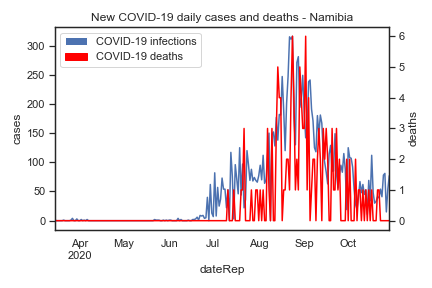 New COVID-19 daily cases and deaths - Namibia
COVID-19 infections
COVID-19 deaths
300
250
200
150
100
50
0
cases
6
5
4
3
2
1
0
deaths
Apr May Jun Jul Aug Sep Oct
2020
dateRep